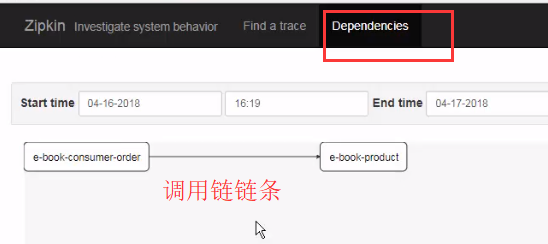 Zipkin Investigate system behavior Find a trace Dependencies
Start time 04-16-2018 16:19 End time 04-17-2018
e-book-consumer-order e-book-product
调用链链条